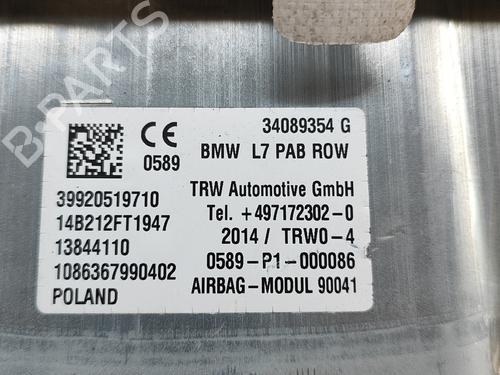 34089354 G
CE
0589
BMW L7 PAB ROW
39920519710
TRW Automotive GmbH
14B212FT1947
Tel. +497172302-0
13844110
2014 / TRW0-4
1086367990402
0589-P1-000086
POLAND
AIRBAG-MODUL 90041
B-Parts